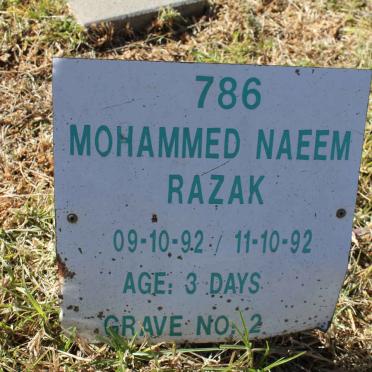 786
MOHAMMED NAEEM
RAZAK
09-10-92 / 11-10-92
AGE: 3 DAYS
GRAVE NO: 2